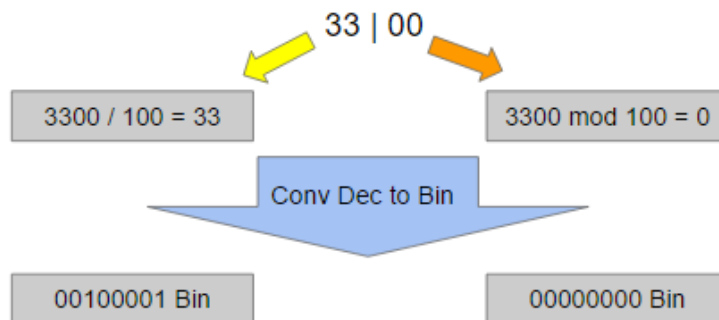 33 | 00
3300 / 100 = 33
3300 mod 100 = 0
Conv Dec to Bin
00100001 Bin
00000000 Bin